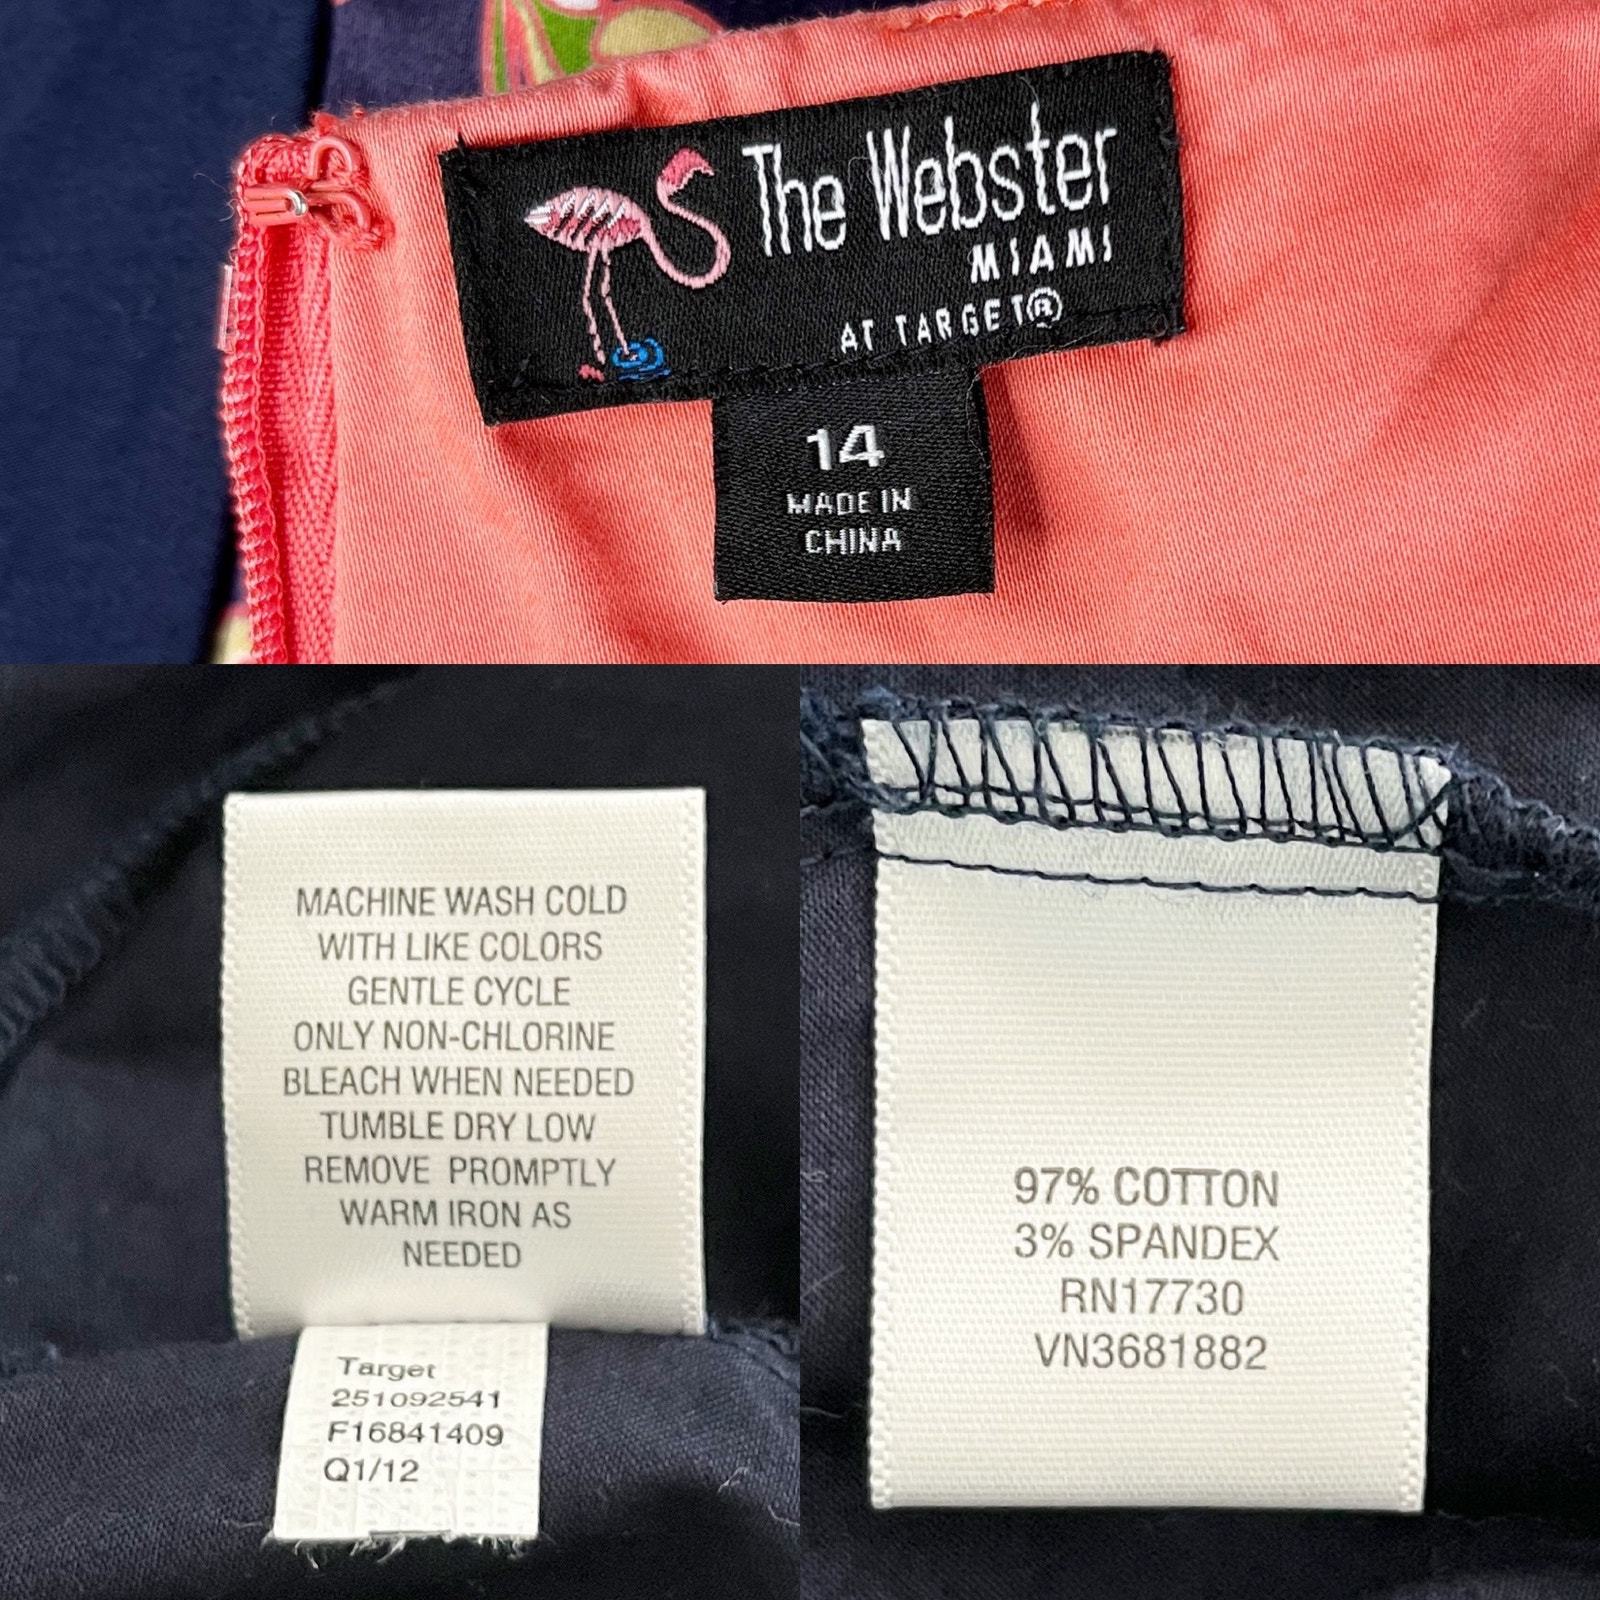 The Webster
MIAMI
AT TARGET®
14
MADE IN
CHINA
MACHINE WASH COLD
WITH LIKE COLORS
GENTLE CYCLE
ONLY NON-CHLORINE
BLEACH WHEN NEEDED
TUMBLE DRY LOW
REMOVE PROMPTLY
WARM IRON AS
NEEDED
Target
251092541
F16841409
Q1/12
97% COTTON
3% SPANDEX
RN17730
VN3681882